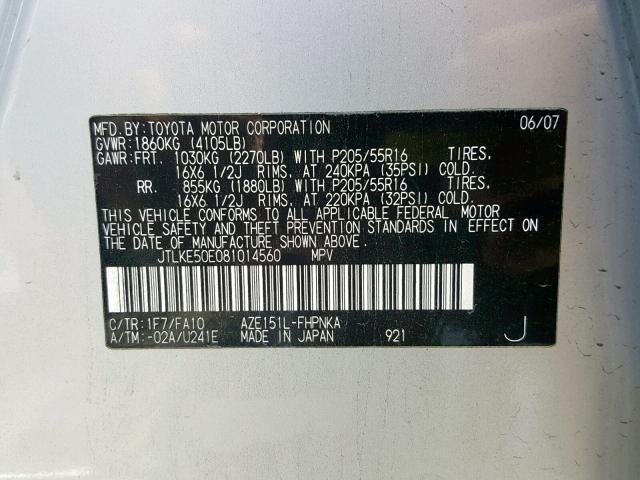 MFD.BY:TOYOTA MOTOR CORPORATION 06/07
GVWR:1860KG (4105LB)
GAWR:FRT. 1030KG (2270LB) WITH P205/55R16 TIRES,
16X6 1/2J RIMS, AT 240KPA (35PSI) COLD.
RR. 855KG (1880LB) WITH P205/55R16 TIRES,
16X6 1/2J RIMS, AT 220KPA (32PSI) COLD.
THIS VEHICLE CONFORMS TO ALL APPLICABLE FEDERAL MOTOR
VEHICLE SAFETY AND THEFT PREVENTION STANDARDS IN EFFECT ON
THE DATE OF MANUFACTURE SHOWN ABOVE.
JTLKE50E081014560 MPV
C/TR:1F7/FA10 AZE151L-FHPNKA
A/TM:-02A/U241E MADE IN JAPAN 921 J